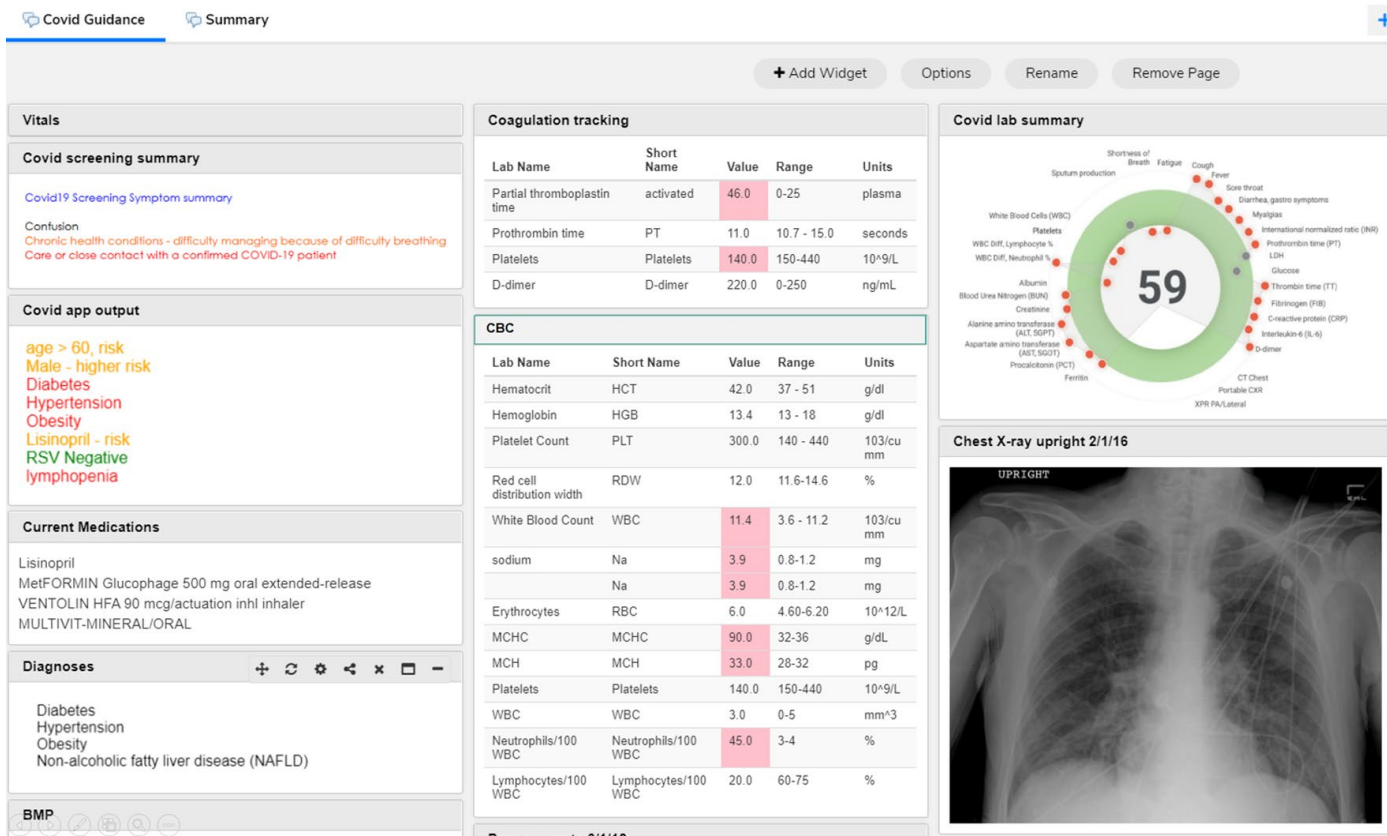 Covid Guidance
Summary
+ Add Widget
Options
Rename
Remove Page
Vitals
Covid screening summary
Covid19 Screening Symptom summary
Confusion
Chronic health conditions - difficulty managing because of difficulty breathing
Care or close contact with a confirmed COVID-19 patient
Covid app output
age > 60, risk
Male - higher risk
Diabetes
Hypertension
Obesity
Lisinopril - risk
RSV Negative
lymphopenia
Current Medications
Lisinopril
MetFORMIN Glucophage 500 mg oral extended-release
VENTOLIN HFA 90 mcg/actuation inhl inhaler
MULTIVIT-MINERAL/ORAL
Diagnoses
Diabetes
Hypertension
Obesity
Non-alcoholic fatty liver disease (NAFLD)
BMP
Coagulation tracking
Lab Name Short Name Value Range Units
Partial thromboplastin time activated 46.0 0-25 plasma
Prothrombin time PT 11.0 10.7 - 15.0 seconds
Platelets Platelets 140.0 150-440 10^9/L
D-dimer D-dimer 220.0 0-250 ng/mL
CBC
Lab Name Short Name Value Range Units
Hematocrit HCT 42.0 37 - 51 g/dl
Hemoglobin HGB 13.4 13 - 18 g/dl
Platelet Count PLT 300.0 140 - 440 103/cu mm
Red cell distribution width RDW 12.0 11.6-14.6 %
White Blood Count WBC 11.4 3.6 - 11.2 103/cu mm
sodium Na 3.9 0.8-1.2 mg
Na 3.9 0.8-1.2 mg
Erythrocytes RBC 6.0 4.60-6.20 10^12/L
MCHC MCHC 90.0 32-36 g/dL
MCH MCH 33.0 28-32 pg
Platelets Platelets 140.0 150-440 10^9/L
WBC WBC 3.0 0-5 mm^3
Neutrophils/100 WBC Neutrophils/100 WBC 45.0 3-4 %
Lymphocytes/100 WBC Lymphocytes/100 WBC 20.0 60-75 %
Covid lab summary
Shortness of
Breath
Fatigue
Cough
Fever
Sore throat
Diarrhea, gastro symptoms
Myalgias
International normalized ratio (INR)
Prothrombin time (PT)
LDH
Glucose
Thrombin time (TT)
Fibrinogen (FIB)
C-reactive protein (CRP)
Interleukin-6 (IL-6)
D-dimer
CT Chest
Portable CXR
XPR PA/Lateral
Sputum production
White Blood Cells (WBC)
Platelets
WBC Diff, Lymphocyte %
WBC Diff, Neutrophil %
Albumin
Blood Urea Nitrogen (BUN)
Creatinine
Alanine amino transferase
(ALT, SGPT)
Aspartate amino transferase
(AST, SGOT)
Procalcitonin (PCT)
Ferritin
59
Chest X-ray upright 2/1/16
UPRIGHT